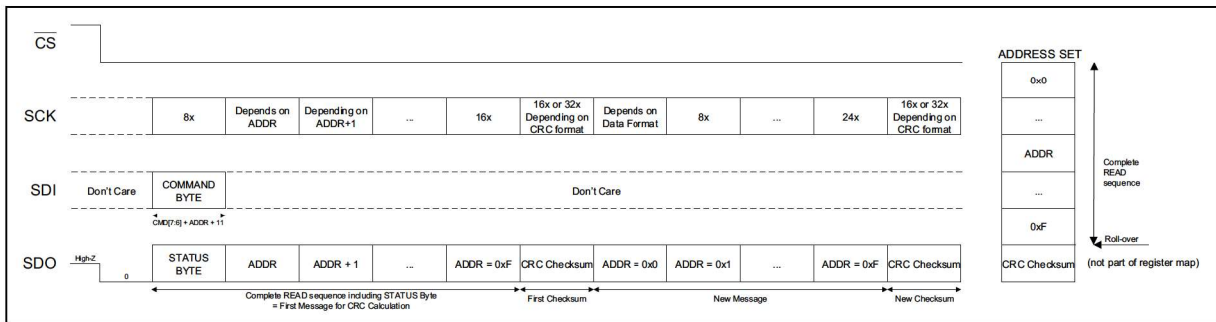 CS
ADDRESS SET
0x0
SCK
8x
Depends on
ADDR
Depending on
ADDR+1
...
16x
16x or 32x
Depending on
CRC format
Depends on
Data Format
8x
...
24x
16x or 32x
Depending on
CRC format
...
ADDR
Complete
READ
sequence
SDI
Don't Care
COMMAND
BYTE
Don't Care
...
CMD[7:6] + ADDR + 11
0xF
Roll-over
SDO
High-Z
0
STATUS
BYTE
ADDR
ADDR + 1
...
ADDR = 0xF
CRC Checksum
ADDR = 0x0
ADDR = 0x1
...
ADDR = 0xF
CRC Checksum
CRC Checksum
(not part of register map)
Complete READ sequence including STATUS Byte
= First Message for CRC Calculation
First Checksum
New Message
New Checksum